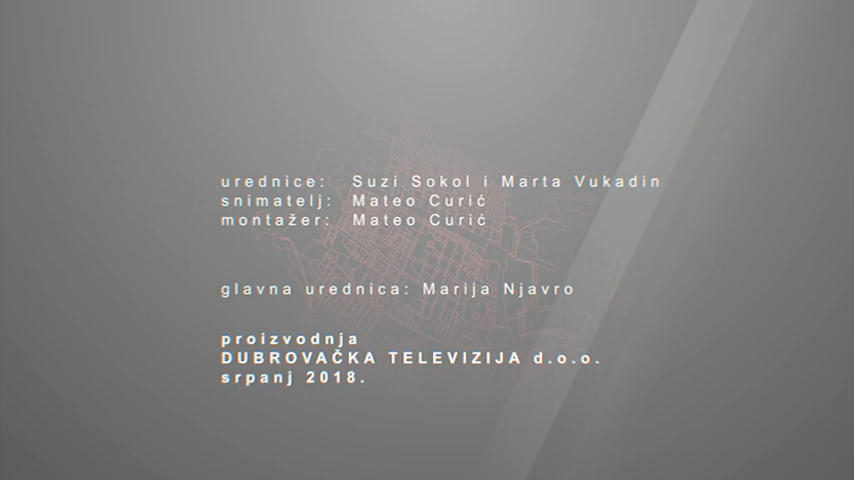 urednice: Suzi Sokol i Marta Vukadin
snimatelj: Mateo Curić
montažer: Mateo Curić
glavna urednica: Marija Njavro
proizvodnja
DUBROVAČKA TELEVIZIJA d.o.o.
srpanj 2018.